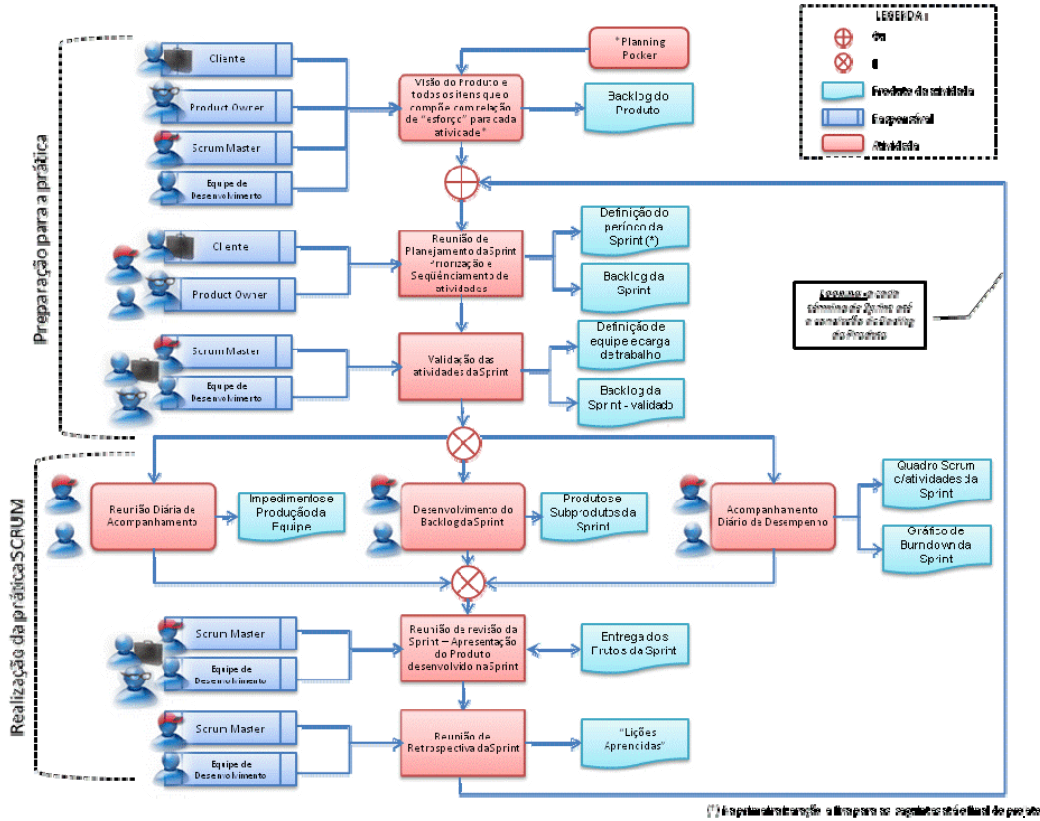 Preparação para a prática
Cliente
Product Owner
Scrum Master
Equipe de
Desenvolvimento
"Planning
Pocker
Visão do Produto e
todos os itens que o
compõe com relação
de "esforço" para cada
atividade"
Backlog do
Produto
LEGENDA:
Ou
E
Produto da atividade
Responsável
Atividade
Cliente
Product Owner
Reunião de
Planejamento da Sprint
Priorização e
Seqüênciamento de
atividades
Definição do
período da
Sprint (*)
Backlog da
Sprint
Looping - a cada
término de Sprint até
Scrum Master
Equipe de
Desenvolvimento
Validação das
atividades da Sprint
Definição de
equipe e carga
de trabalho
Backlog da
Sprint - validado
Realização da prática SCRUM
Reunião Diária de
Acompanhamento
Impedimentos e
Produção da
Equipe
Desenvolvimento do
Backlog da Sprint
Produtos e
Subprodutos da
Sprint
Acompanhamento
Diário de Desempenho
Quadro Scrum
c/atividades da
Sprint
Gráfico de
Burndown da
Sprint
Scrum Master
Equipe de
Desenvolvimento
Reunião de revisão da
Sprint – Apresentação
do Produto
desenvolvido na Sprint
Entrega dos
Frutos da Sprint
Scrum Master
Equipe de
Desenvolvimento
Reunião de
Retrospectiva da Sprint
"Lições
Aprencidas"